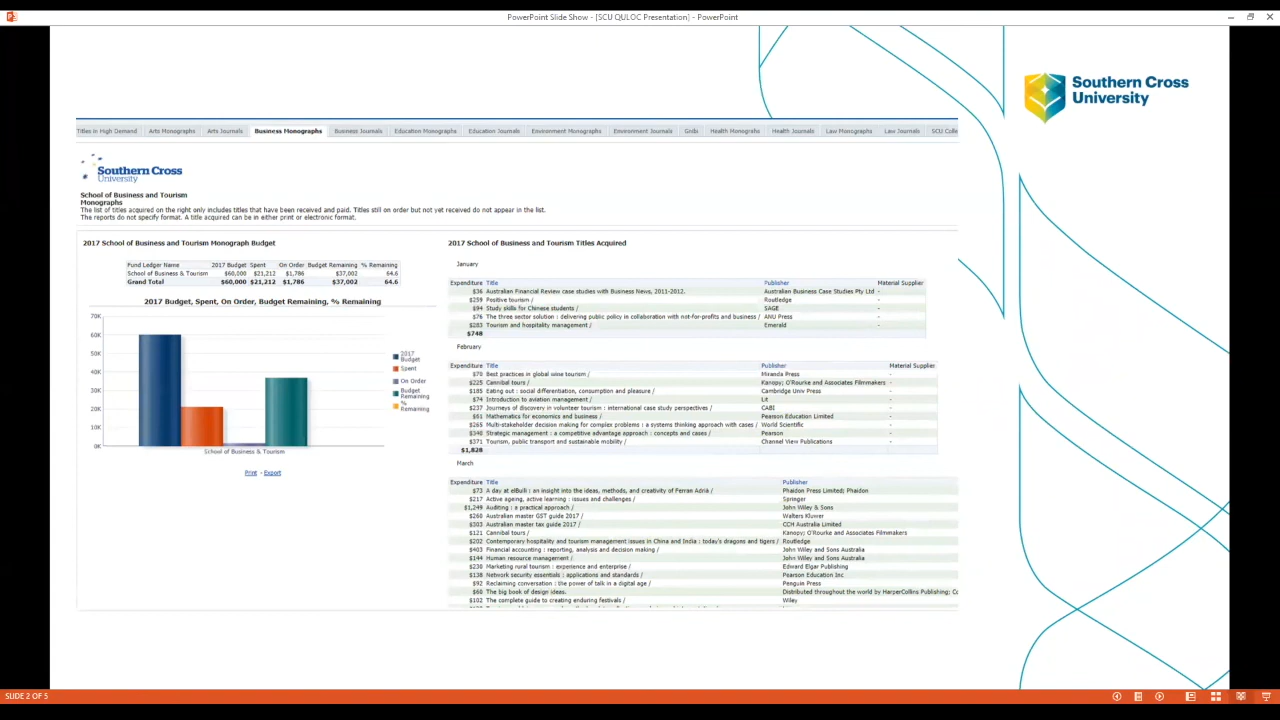 PowerPoint Slide Show - [SCU QULOC Presentation] - PowerPoint
Southern Cross
University
Titles in High Demand Arts Monographs Arts Journals Business Monographs Business Journals Education Monographs Education Journals Environment Monographs Environment Journals Gnibi Health Monographs Health Journals Law Monographs Law Journals SCU Colle
Southern Cross
University
School of Business and Tourism
Monographs
The list of titles acquired on the right only includes titles that have been received and paid. Titles still on order but not yet received do not appear in the list.
The reports do not specify format. A title acquired can be in either print or electronic format.
2017 School of Business and Tourism Monograph Budget
Fund Ledger Name 2017 Budget Spent On Order Budget Remaining % Remaining
School of Business & Tourism $60,000 $21,212 $1,786 $37,002 64.6
Grand Total $60,000 $21,212 $1,786 $37,002 64.6
2017 Budget, Spent, On Order, Budget Remaining, % Remaining
70K
60K
50K
40K
30K
20K
10K
0K
School of Business & Tourism
2017
Budget
Spent
On Order
Budget
Remaining
%
Remaining
Print - Export
2017 School of Business and Tourism Titles Acquired
January
Expenditure Title Publisher Material Supplier
$36 Australian Financial Review case studies with Business News, 2011-2012. Australian Business Case Studies Pty Ltd -
$259 Positive tourism / Routledge -
$94 Study skills for Chinese students / SAGE -
$76 The three sector solution : delivering public policy in collaboration with not-for-profits and business / ANU Press -
$283 Tourism and hospitality management / Emerald -
$748
February
Expenditure Title Publisher Material Supplier
$70 Best practices in global wine tourism / Miranda Press -
$225 Cannibal tours / Kanopy; O'Rourke and Associates Filmmakers -
$185 Eating out : social differentiation, consumption and pleasure / Cambridge Univ Press -
$74 Introduction to aviation management / Lit -
$237 Journeys of discovery in volunteer tourism : international case study perspectives / CABI -
$61 Mathematics for economics and business / Pearson Education Limited -
$255 Multi-stakeholder decision making for complex problems : a systems thinking approach with cases / World Scientific -
$348 Strategic management : a competitive advantage approach : concepts and cases / Pearson -
$371 Tourism, public transport and sustainable mobility / Channel View Publications -
$1,828
March
Expenditure Title Publisher
$73 A day at elBulli : an insight into the ideas, methods, and creativity of Ferran Adrià / Phaidon Press Limited; Phaidon
$217 Active ageing, active learning : issues and challenges / Springer
$1,249 Auditing : a practical approach / John Wiley & Sons
$260 Australian master GST guide 2017 / Wolters Kluwer
$303 Australian master tax guide 2017 / CCH Australia Limited
$121 Cannibal tours / Kanopy; O'Rourke and Associates Filmmakers
$202 Contemporary hospitality and tourism management issues in China and India : today's dragons and tigers / Routledge
$403 Financial accounting : reporting, analysis and decision making / John Wiley and Sons Australia
$144 Human resource management / John Wiley and Sons Australia
$230 Marketing rural tourism : experience and enterprise / Edward Elgar Publishing
$138 Network security essentials : applications and standards / Pearson Education Inc
$92 Reclaiming conversation : the power of talk in a digital age / Penguin Press
$60 The big book of design ideas. Distributed throughout the world by HarperCollins Publishing; Co
$102 The complete guide to creating enduring festivals / Wiley
SLIDE 2 OF 5